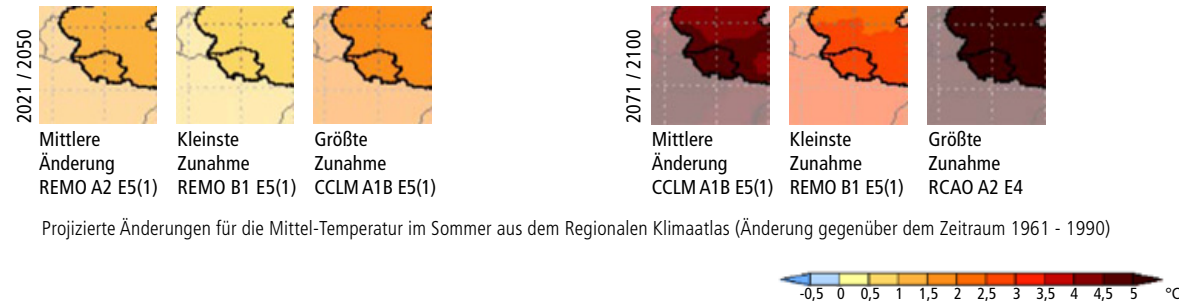 2021 / 2050
Mittlere
Änderung
REMO A2 E5(1)
Kleinste
Zunahme
REMO B1 E5(1)
Größte
Zunahme
CCLM A1B E5(1)
2071 / 2100
Mittlere
Änderung
CCLM A1B E5(1)
Kleinste
Zunahme
REMO B1 E5(1)
Größte
Zunahme
RCAO A2 E4
Projizierte Änderungen für die Mittel-Temperatur im Sommer aus dem Regionalen Klimaatlas (Änderung gegenüber dem Zeitraum 1961 - 1990)
-0,5 0 0,5 1 1,5 2 2,5 3 3,5 4 4,5 5 °C